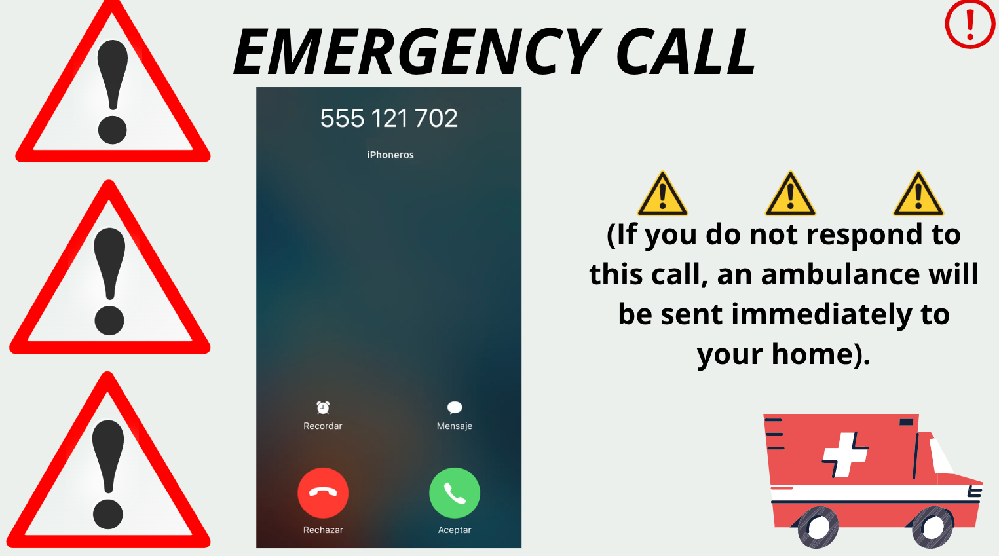 EMERGENCY CALL
555 121 702
iPhoneros
Recordar
Mensaje
Rechazar
Aceptar
(If you do not respond to
this call, an ambulance will
be sent immediately to
your home).